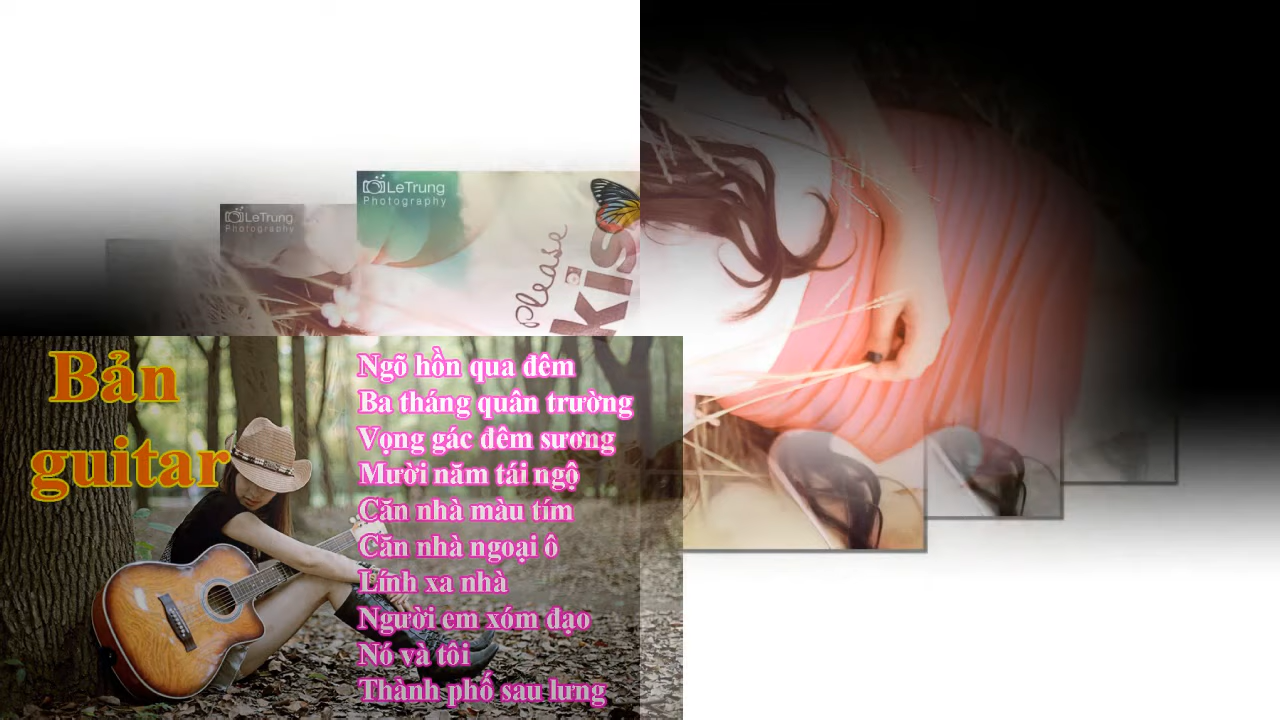 LeTrung
Photography
LeTrung
Photography
Please
kis
Bản
guitar
Ngõ hồn qua đêm
Ba tháng quân trường
Vọng gác đêm sương
Mười năm tái ngộ
Căn nhà màu tím
Căn nhà ngoại ô
Lính xa nhà
Người em xóm đạo
Nó và tôi
Thành phố sau lưng